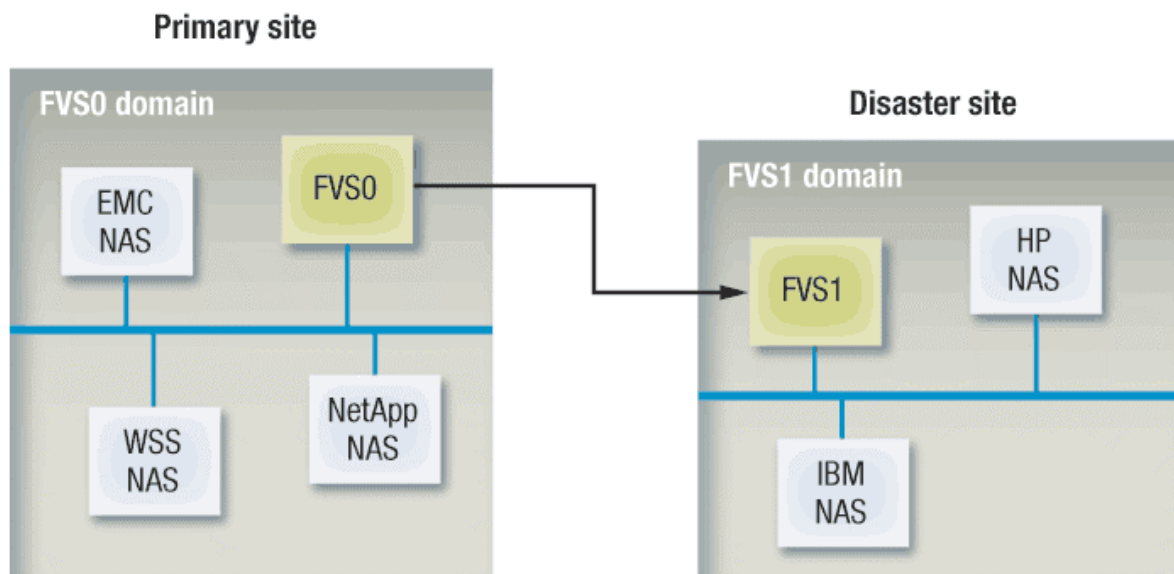 Primary site
FVS0 domain
EMC
NAS
FVS0
WSS
NAS
NetApp
NAS
Disaster site
FVS1 domain
FVS1
HP
NAS
IBM
NAS